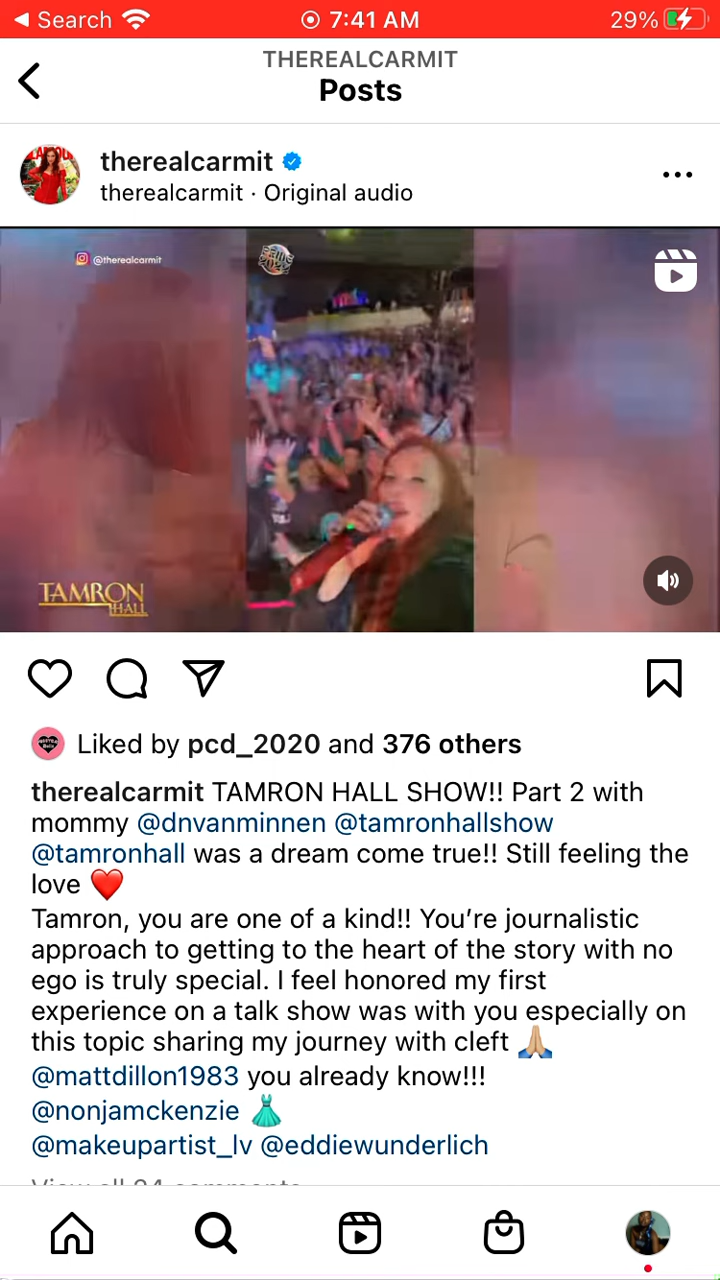 Search
7:41 AM
29%
THEREALCARMIT
Posts
therealcarmit
therealcarmit · Original audio
@therealcarmit
TAMRON
HALL
Liked by pcd_2020 and 376 others
therealcarmit TAMRON HALL SHOW!! Part 2 with
mommy @dnvanminnen @tamronhallshow
@tamronhall was a dream come true!! Still feeling the
love ❤️
Tamron, you are one of a kind!! You’re journalistic
approach to getting to the heart of the story with no
ego is truly special. I feel honored my first
experience on a talk show was with you especially on
this topic sharing my journey with cleft 🙏🏼
@mattdillon1983 you already know!!!
@nonjamckenzie 👗
@makeupartist_lv @eddiewunderlich